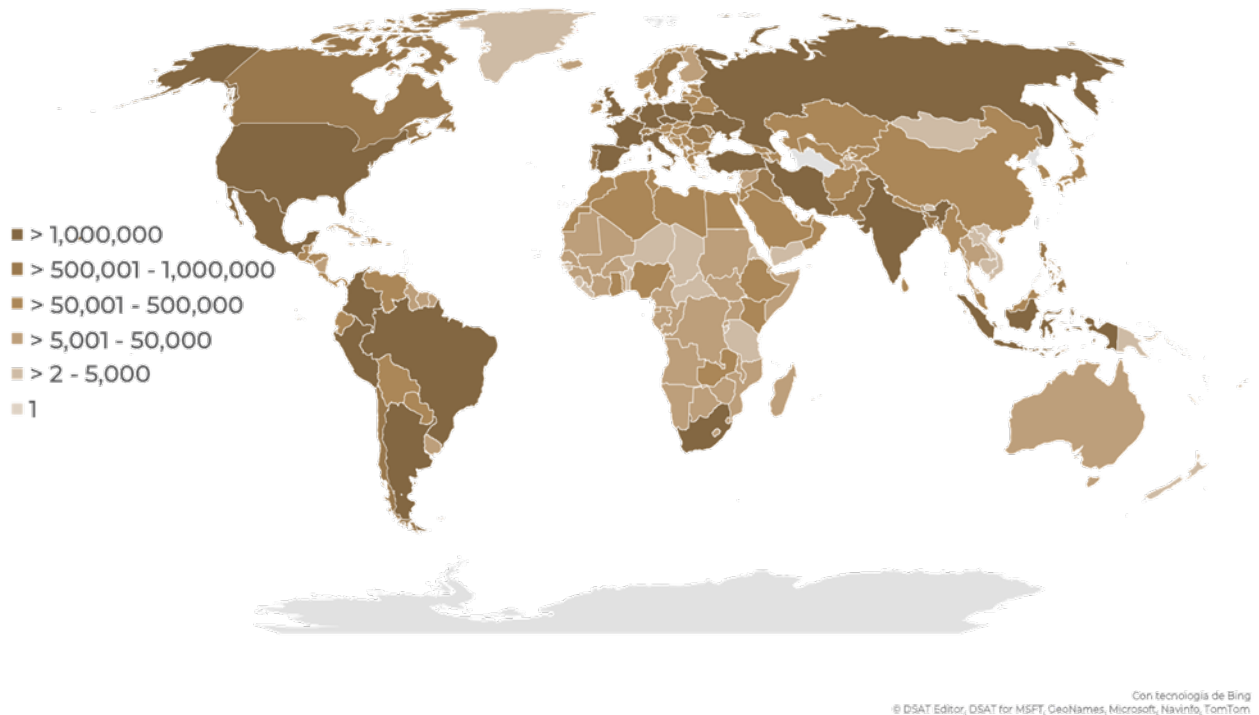 > 1,000,000
> 500,001 - 1,000,000
> 50,001 - 500,000
> 5,001 - 50,000
> 2 - 5,000
1
Con tecnología de Bing
© DSAT Editor, DSAT for MSFT, GeoNames, Microsoft, Navinfo, TomTom